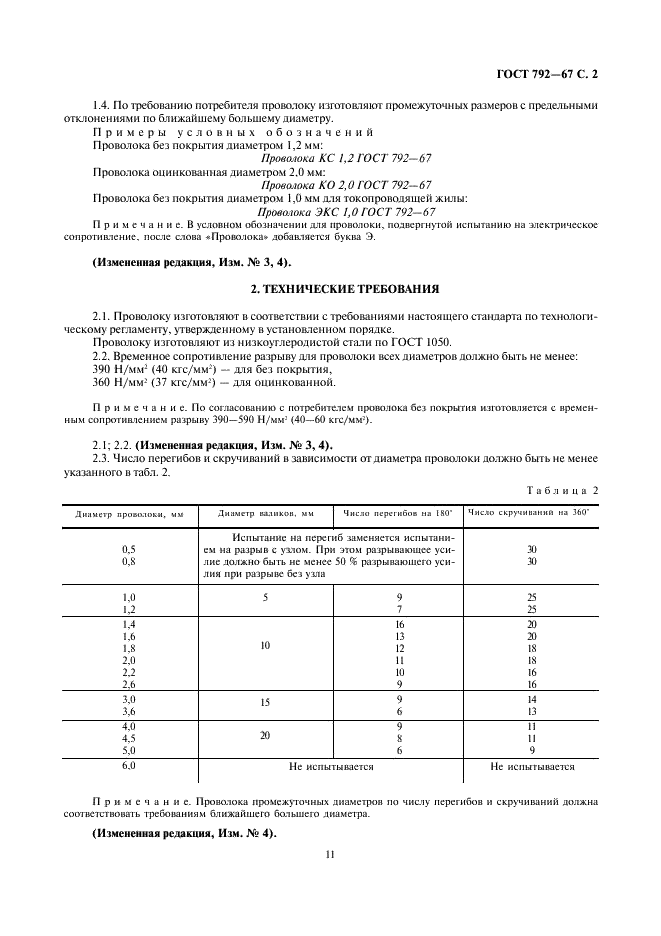 ГОСТ 792—67 С. 2
1.4. По требованию потребителя проволоку изготовляют промежуточных размеров с предельными
отклонениями по ближайшему большему диаметру.
Примеры условных обозначений
Проволока без покрытия диаметром 1,2 мм:
Проволока КС 1,2 ГОСТ 792—67
Проволока оцинкованная диаметром 2,0 мм:
Проволока КО 2,0 ГОСТ 792—67
Проволока без покрытия диаметром 1,0 мм для токопроводящей жилы:
Проволока ЭКС 1,0 ГОСТ 792—67
Примечание. В условном обозначении для проволоки, подвергнутой испытанию на электрическое
сопротивление, после слова «Проволока» добавляется буква Э.
(Измененная редакция, Изм. № 3, 4).
2. ТЕХНИЧЕСКИЕ ТРЕБОВАНИЯ
2.1. Проволоку изготовляют в соответствии с требованиями настоящего стандарта по технологи-
ческому регламенту, утвержденному в установленном порядке.
Проволоку изготовляют из низкоуглеродистой стали по ГОСТ 1050.
2.2. Временное сопротивление разрыву для проволоки всех диаметров должно быть не менее:
390 Н/мм² (40 кгс/мм²) — для без покрытия,
360 Н/мм² (37 кгс/мм²) — для оцинкованной.
Примечание. По согласованию с потребителем проволока без покрытия изготовляется с времен-
ным сопротивлением разрыву 390—590 Н/мм² (40—60 кгс/мм²).
2.1; 2.2. (Измененная редакция, Изм. № 3, 4).
2.3. Число перегибов и скручиваний в зависимости от диаметра проволоки должно быть не менее
указанного в табл. 2.
Таблица 2
Диаметр проволоки, мм Диаметр валиков, мм Число перегибов на 180° Число скручиваний на 360°
Испытание на перегиб заменяется испытани-
0,5 ем на разрыв с узлом. При этом разрывающее уси- 30
0,8 лие должно быть не менее 50 % разрывающего уси- 30
лия при разрыве без узла
1,0 5 9 25
1,2 7 25
1,4 16 20
1,6 13 20
1,8 10 12 18
2,0 11 18
2,2 10 16
2,6 9 16
3,0 15 9 14
3,6 6 13
4,0 9 11
4,5 20 8 11
5,0 6 9
6,0 Не испытывается Не испытывается
Примечание. Проволока промежуточных диаметров по числу перегибов и скручиваний должна
соответствовать требованиям ближайшего большего диаметра.
(Измененная редакция, Изм. № 4).
11